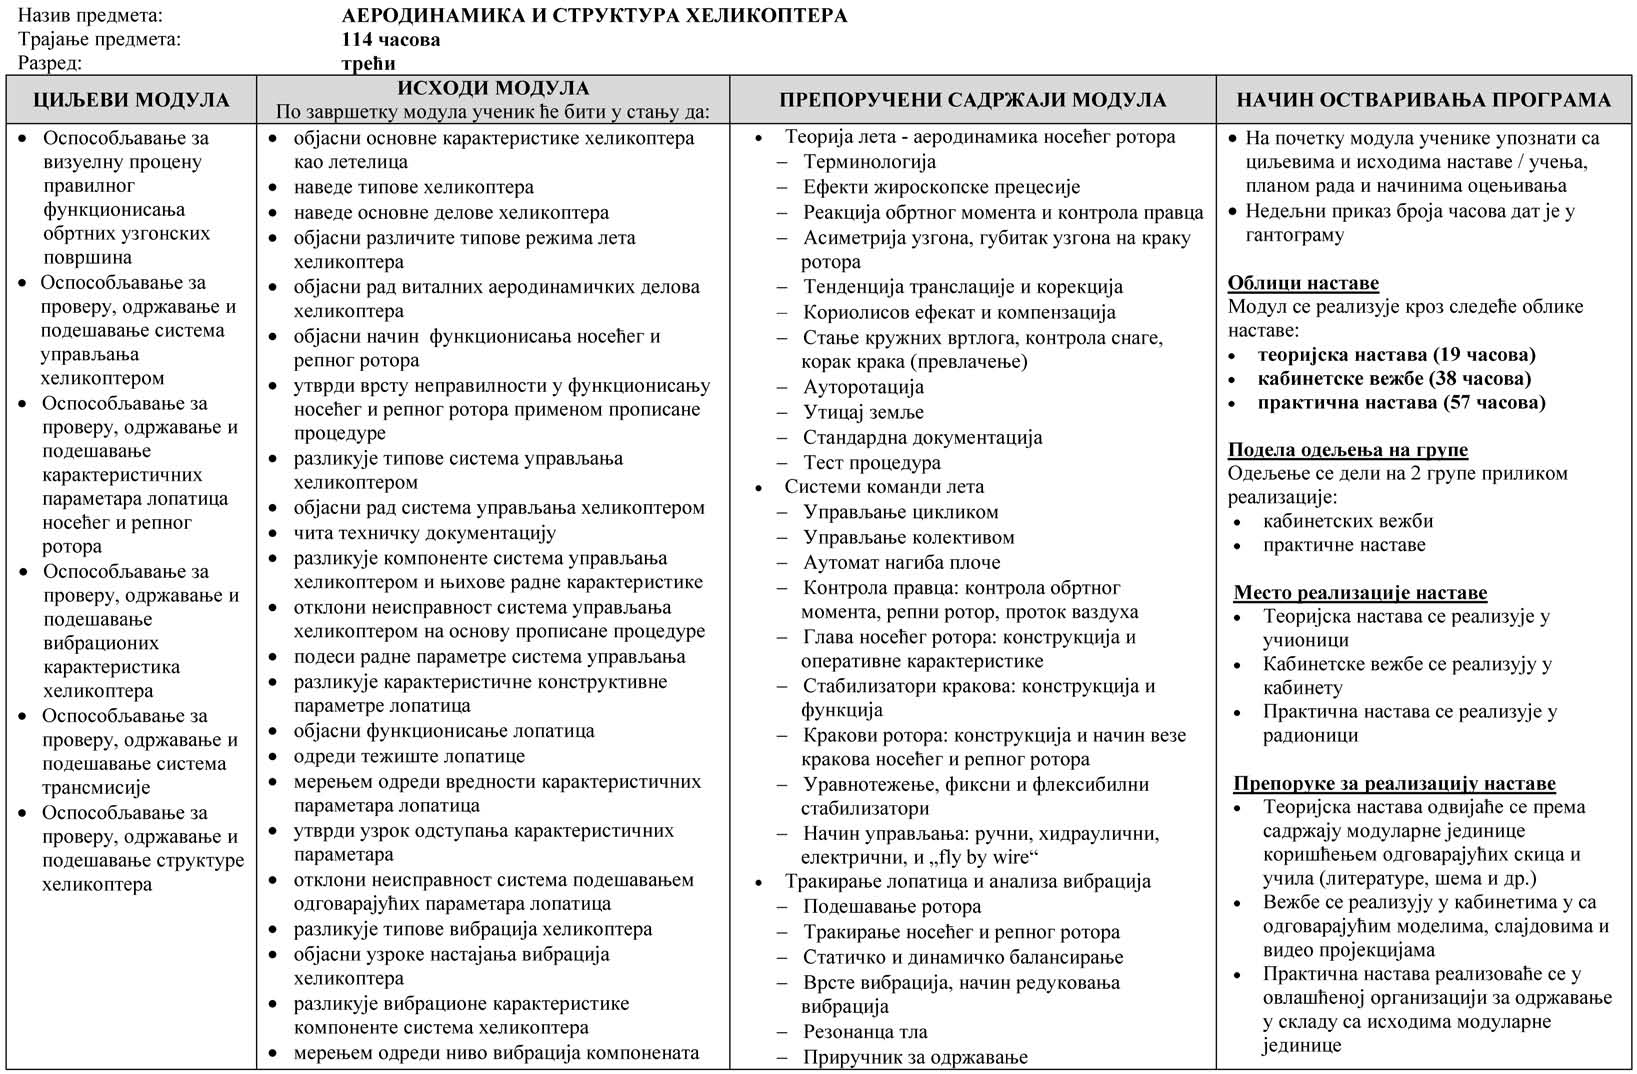 Назив предмета: АЕРОДИНАМИКА И СТРУКТУРА ХЕЛИКОПТЕРА
Трајање предмета: 114 часова
Разред: трећи
ЦИЉЕВИ МОДУЛА
• Оспособљавање за
визуелну процену
правилног
функционисања
обртних узгонских
површина
• Оспособљавање за
проверу, одржавање и
подешавање система
управљања
хеликоптером
• Оспособљавање за
проверу, одржавање и
подешавање
карактеристичних
параметара лопатица
носећег и репног
ротора
• Оспособљавање за
проверу, одржавање и
подешавање
вибрационих
карактеристика
хеликоптера
• Оспособљавање за
проверу, одржавање и
подешавање система
трансмисије
• Оспособљавање за
проверу, одржавање и
подешавање структуре
хеликоптера
ИСХОДИ МОДУЛА
По завршетку модула ученик ће бити у стању да:
• објасни основне карактеристике хеликоптера
као летелица
• наведе типове хеликоптера
• наведе основне делове хеликоптера
• објасни различите типове режима лета
хеликоптера
• објасни рад виталних аеродинамичких делова
хеликоптера
• објасни начин функционисања носећег и
репног ротора
• утврди врсту неправилности у функционисању
носећег и репног ротора применом прописане
процедуре
• разликује типове система управљања
хеликоптером
• објасни рад система управљања хеликоптером
• чита техничку документацију
• разликује компоненте система управљања
хеликоптером и њихове радне карактеристике
• отклони неисправност система управљања
хеликоптером на основу прописане процедуре
• подеси радне параметре система управљања
• разликује карактеристичне конструктивне
параметре лопатица
• објасни функционисање лопатица
• одреди тежиште лопатице
• мерењем одреди вредности карактеристичних
параметара лопатица
• утврди узрок одступања карактеристичних
параметара
• отклони неисправност система подешавањем
одговарајућих параметара лопатица
• разликује типове вибрација хеликоптера
• објасни узроке настајања вибрација
хеликоптера
• разликује вибрационе карактеристике
компоненте система хеликоптера
• мерењем одреди ниво вибрација компонената
ПРЕПОРУЧЕНИ САДРЖАЈИ МОДУЛА
• Теорија лета - аеродинамика носећег ротора
– Терминологија
– Ефекти жироскопске прецесије
– Реакција обртног момента и контрола правца
– Асиметрија узгона, губитак узгона на краку
ротора
– Тенденција транслације и корекција
– Кориолисов ефекат и компензација
– Стање кружних вртлога, контрола снаге,
корак крака (превлачење)
– Ауторотација
– Утицај земље
– Стандардна документација
– Тест процедура
• Системи команди лета
– Управљање цикликом
– Управљање колективом
– Аутомат нагиба плоче
– Контрола правца: контрола обртног
момента, репни ротор, проток ваздуха
– Глава носећег ротора: конструкција и
оперативне карактеристике
– Стабилизатори кракова: конструкција и
функција
– Кракови ротора: конструкција и начин везе
кракова носећег и репног ротора
– Уравнотежење, фиксни и флексибилни
стабилизатори
– Начин управљања: ручни, хидраулични,
електрични, и „fly by wire“
• Тракирање лопатица и анализа вибрација
– Подешавање ротора
– Тракирање носећег и репног ротора
– Статичко и динамичко балансирање
– Врсте вибрација, начин редуковања
вибрација
– Резонанца тла
– Приручник за одржавање
НАЧИН ОСТВАРИВАЊА ПРОГРАМА
• На почетку модула ученике упознати са
циљевима и исходима наставе / учења,
планом рада и начинима оцењивања
• Недељни приказ броја часова дат је у
гантограму
Облици наставе
Модул се реализује кроз следеће облике
наставе:
• теоријска настава (19 часова)
• кабинетске вежбе (38 часова)
• практична настава (57 часова)
Подела одељења на групе
Одељење се дели на 2 групе приликом
реализације:
• кабинетских вежби
• практичне наставе
Место реализације наставе
• Теоријска настава се реализује у
учионици
• Кабинетске вежбе се реализују у
кабинету
• Практична настава се реализује у
радионици
Препоруке за реализацију наставе
• Теоријска настава одвијаће се према
садржају модуларне јединице
коришћењем одговарајућих скица и
учила (литературе, шема и др.)
• Вежбе се реализују у кабинетима у са
одговарајућим моделима, слајдовима и
видео пројекцијама
• Практична настава реализоваће се у
овлашћеној организацији за одржавање
у складу са исходима модуларне
јединице